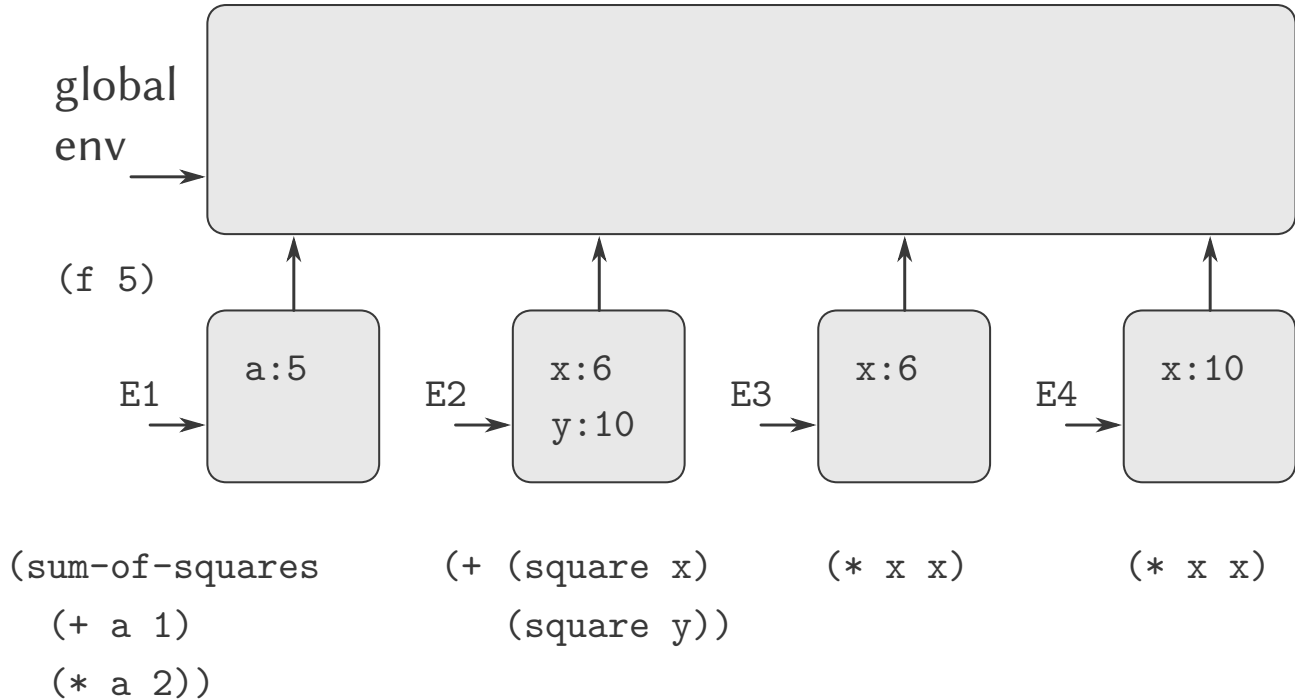 global
env
(f 5)
E1
a:5
E2
x:6
y:10
E3
x:6
E4
x:10
(sum-of-squares
(+ a 1)
(* a 2))
(+ (square x)
(square y))
(* x x)
(* x x)